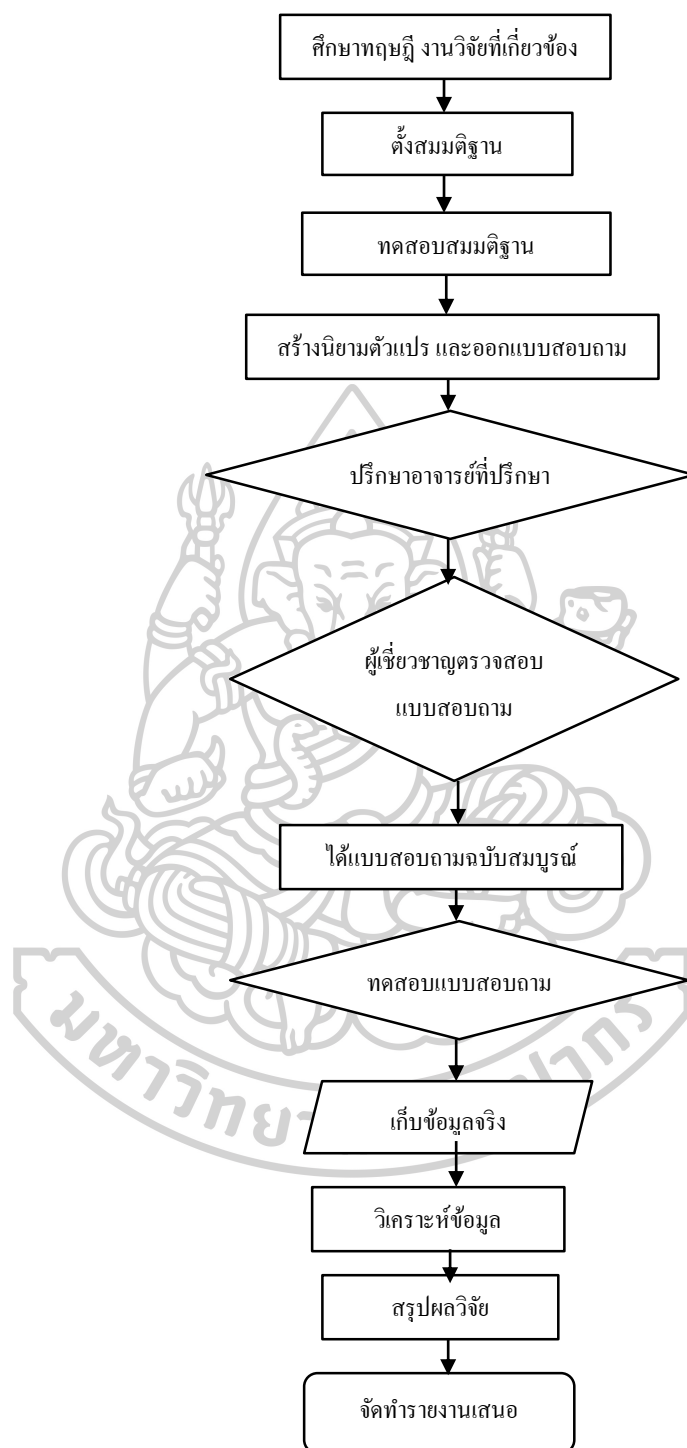 ศึกษาทฤษฎี งานวิจัยที่เกี่ยวข้อง
ตั้งสมมติฐาน
ทดสอบสมมติฐาน
สร้างนิยามตัวแปร และออกแบบสอบถาม
ปรึกษาอาจารย์ที่ปรึกษา
ผู้เชี่ยวชาญตรวจสอบ
แบบสอบถาม
ได้แบบสอบถามฉบับสมบูรณ์
ทดสอบแบบสอบถาม
เก็บข้อมูลจริง
วิเคราะห์ข้อมูล
สรุปผลวิจัย
จัดทำรายงานเสนอ